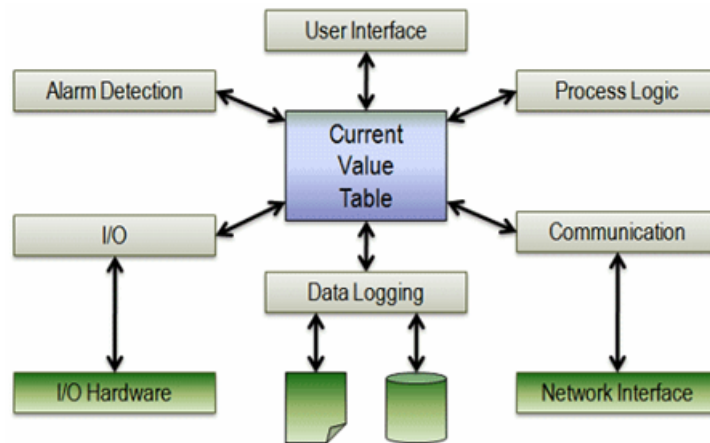 User Interface
Alarm Detection
Process Logic
Current
Value
Table
I/O
Communication
Data Logging
I/O Hardware
Network Interface